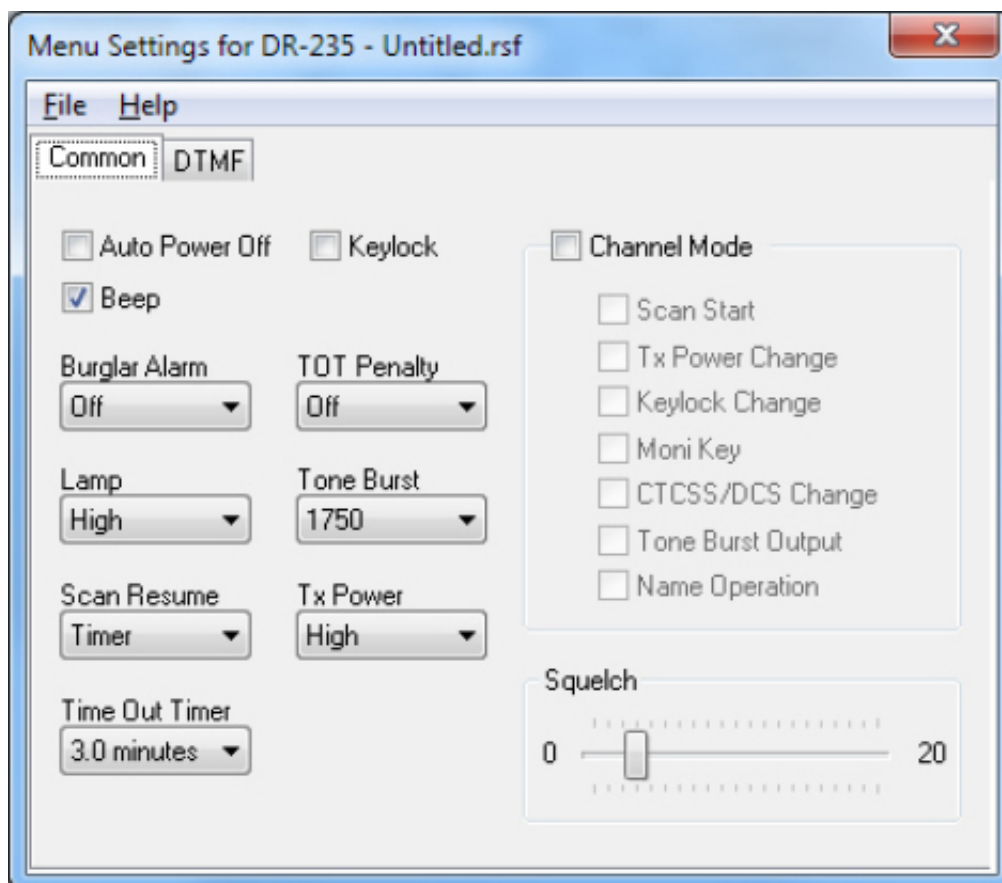 Menu Settings for DR-235 - Untitled.rsf
File Help
Common DTMF
Auto Power Off Keylock
Beep
Burglar Alarm TOT Penalty
Off Off
Lamp Tone Burst
High 1750
Scan Resume Tx Power
Timer High
Time Out Timer
3.0 minutes
Channel Mode
Scan Start
Tx Power Change
Keylock Change
Moni Key
CTCSS/DCS Change
Tone Burst Output
Name Operation
Squelch
0 20